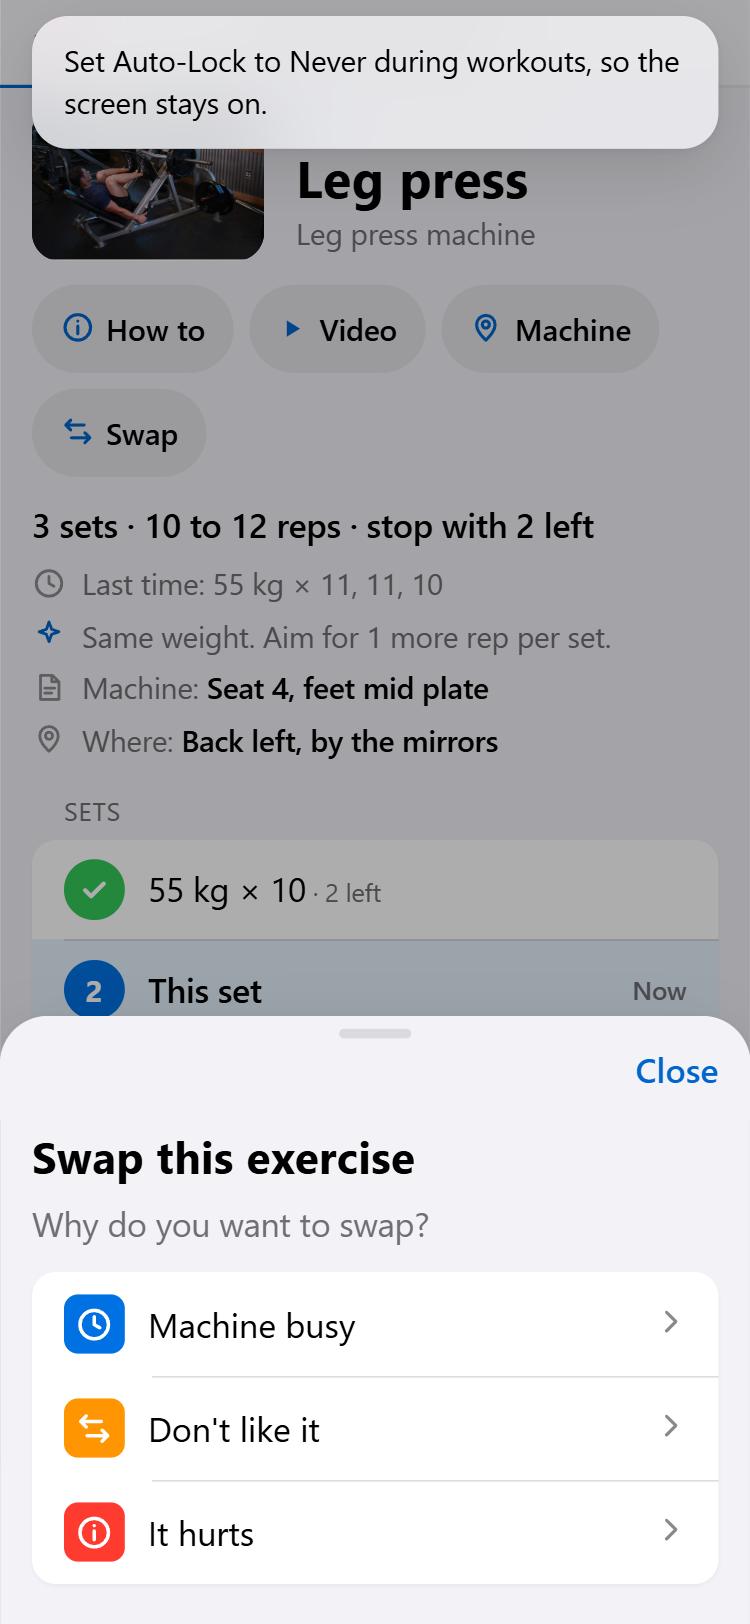 Set Auto-Lock to Never during workouts, so the
screen stays on.
Leg press
Leg press machine
How to
Video
Machine
Swap
3 sets · 10 to 12 reps · stop with 2 left
Last time: 55 kg × 11, 11, 10
Same weight. Aim for 1 more rep per set.
Machine: Seat 4, feet mid plate
Where: Back left, by the mirrors
SETS
55 kg × 10 · 2 left
2 This set Now
Close
Swap this exercise
Why do you want to swap?
Machine busy
Don't like it
It hurts